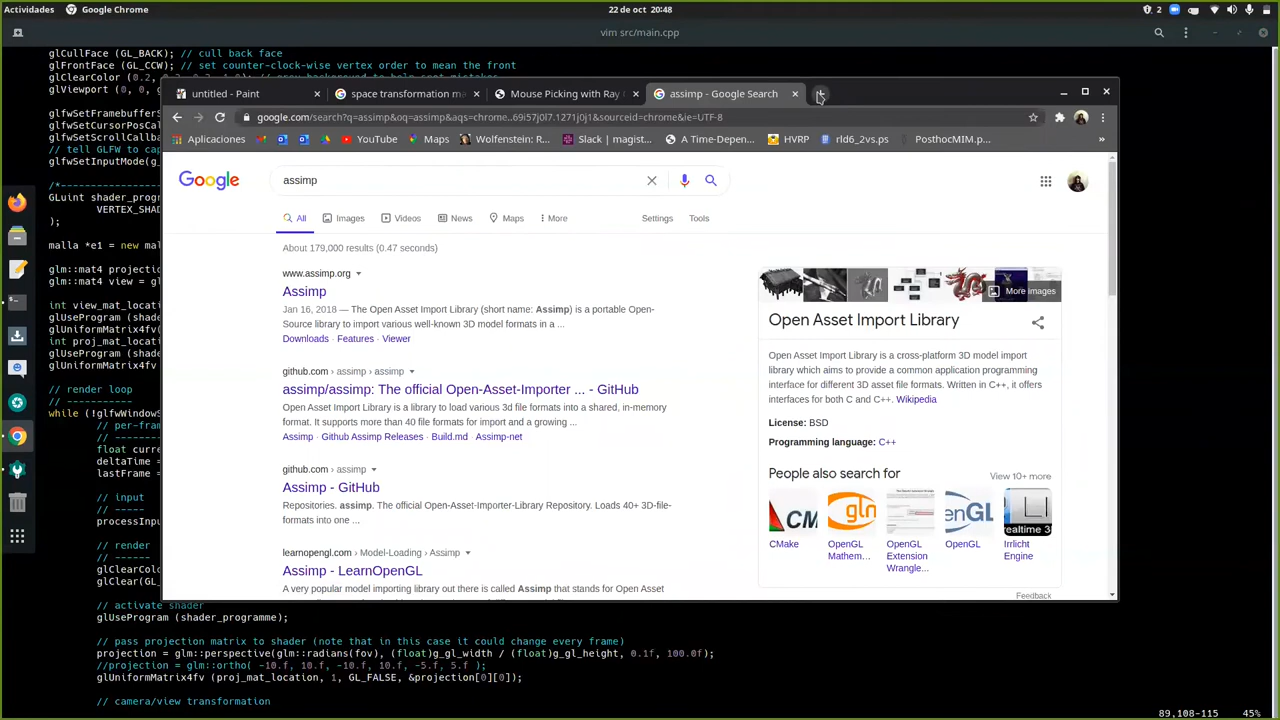 Actividades
Google Chrome
22 de oct 20:48
2
vim src/main.cpp
glCullFace (GL_BACK); // cull back face
glFrontFace (GL_CCW); // set counter-clock-wise vertex order to mean the front
glClearColor (0.2,
glViewport (0, 0,
glfwSetFramebufferS
glfwSetCursorPosCal
glfwSetScrollCallba
// tell GLFW to cap
glfwSetInputMode(g_
/*-----------------
GLuint shader_prog
VERTEX_SHAD
);
malla *e1 = new mal
glm::mat4 projectio
glm::mat4 view = gl
int view_mat_locati
glUseProgram (shade
glUniformMatrix4fv
int proj_mat_locati
glUseProgram (shade
glUniformMatrix4fv
// render loop
// -----------
while (!glfwWindowS
// per-fram
// --------
float curre
deltaTime =
lastFrame =
// input
// -----
processInpu
// render
// ------
glClearColo
glClear(GL_
// activate shader
glUseProgram (shader_programme);
// pass projection matrix to shader (note that in this case it could change every frame)
projection = glm::perspective(glm::radians(fov), (float)g_gl_width / (float)g_gl_height, 0.1f, 100.0f);
//projection = glm::ortho( -10.f, 10.f, -10.f, 10.f, -5.f, 5.f );
glUniformMatrix4fv (proj_mat_location, 1, GL_FALSE, &projection[0][0]);
// camera/view transformation
89,108-115 45%
untitled - Paint
space transformation ma
Mouse Picking with Ray
assimp - Google Search
google.com/search?q=assimp&oq=assimp&aqs=chrome..69i57j0l7.1271j0j1&sourceid=chrome&ie=UTF-8
Aplicaciones
YouTube
Wolfenstein: R...
Slack | magist...
A Time-Depen...
HVRP
rld6_2vs.ps
PosthocMIM.p...
»
Google
assimp
All
Images
Videos
News
Maps
More
Settings
Tools
About 179,000 results (0.47 seconds)
www.assimp.org
Assimp
Jan 16, 2018 — The Open Asset Import Library (short name: Assimp) is a portable Open-
Source library to import various well-known 3D model formats in a ...
Downloads · Features · Viewer
github.com › assimp › assimp
assimp/assimp: The official Open-Asset-Importer ... - GitHub
Open Asset Import Library is a library to load various 3d file formats into a shared, in-memory
format. It supports more than 40 file formats for import and a growing ...
Assimp · Github Assimp Releases · Build.md · Assimp-net
github.com › assimp
Assimp - GitHub
Repositories. assimp. The official Open-Asset-Importer-Library Repository. Loads 40+ 3D-file-
formats into one ...
learnopengl.com › Model-Loading › Assimp
Assimp - LearnOpenGL
A very popular model importing library out there is called Assimp that stands for Open Asset
More images
Open Asset Import Library
Open Asset Import Library is a cross-platform 3D model import
library which aims to provide a common application programming
interface for different 3D asset file formats. Written in C++, it offers
interfaces for both C and C++. Wikipedia
License: BSD
Programming language: C++
People also search for
View 10+ more
CM
gln
enGL
realtime 3
CMake
OpenGL
Mathem...
OpenGL
Extension
Wrangle...
OpenGL
Irrlicht
Engine
Feedback